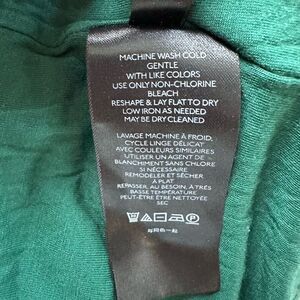 MACHINE WASH COLD
GENTLE
WITH LIKE COLORS
USE ONLY NON-CHLORINE
BLEACH
RESHAPE & LAY FLAT TO DRY
LOW IRON AS NEEDED
MAY BE DRY CLEANED
LAVAGE MACHINE À FROID,
CYCLE LINGE DÉLICAT
AVEC COULEURS SIMILAIRES
UTILISER UN AGENT DE
BLANCHIMENT SANS CHLORE
SI NÉCESSAIRE
REMODELER ET SÉCHER
À PLAT
REPASSER, AU BESOIN, À TRÈS
BASSE TEMPÉRATURE
PEUT-ÊTRE ÊTRE NETTOYÉE
SEC